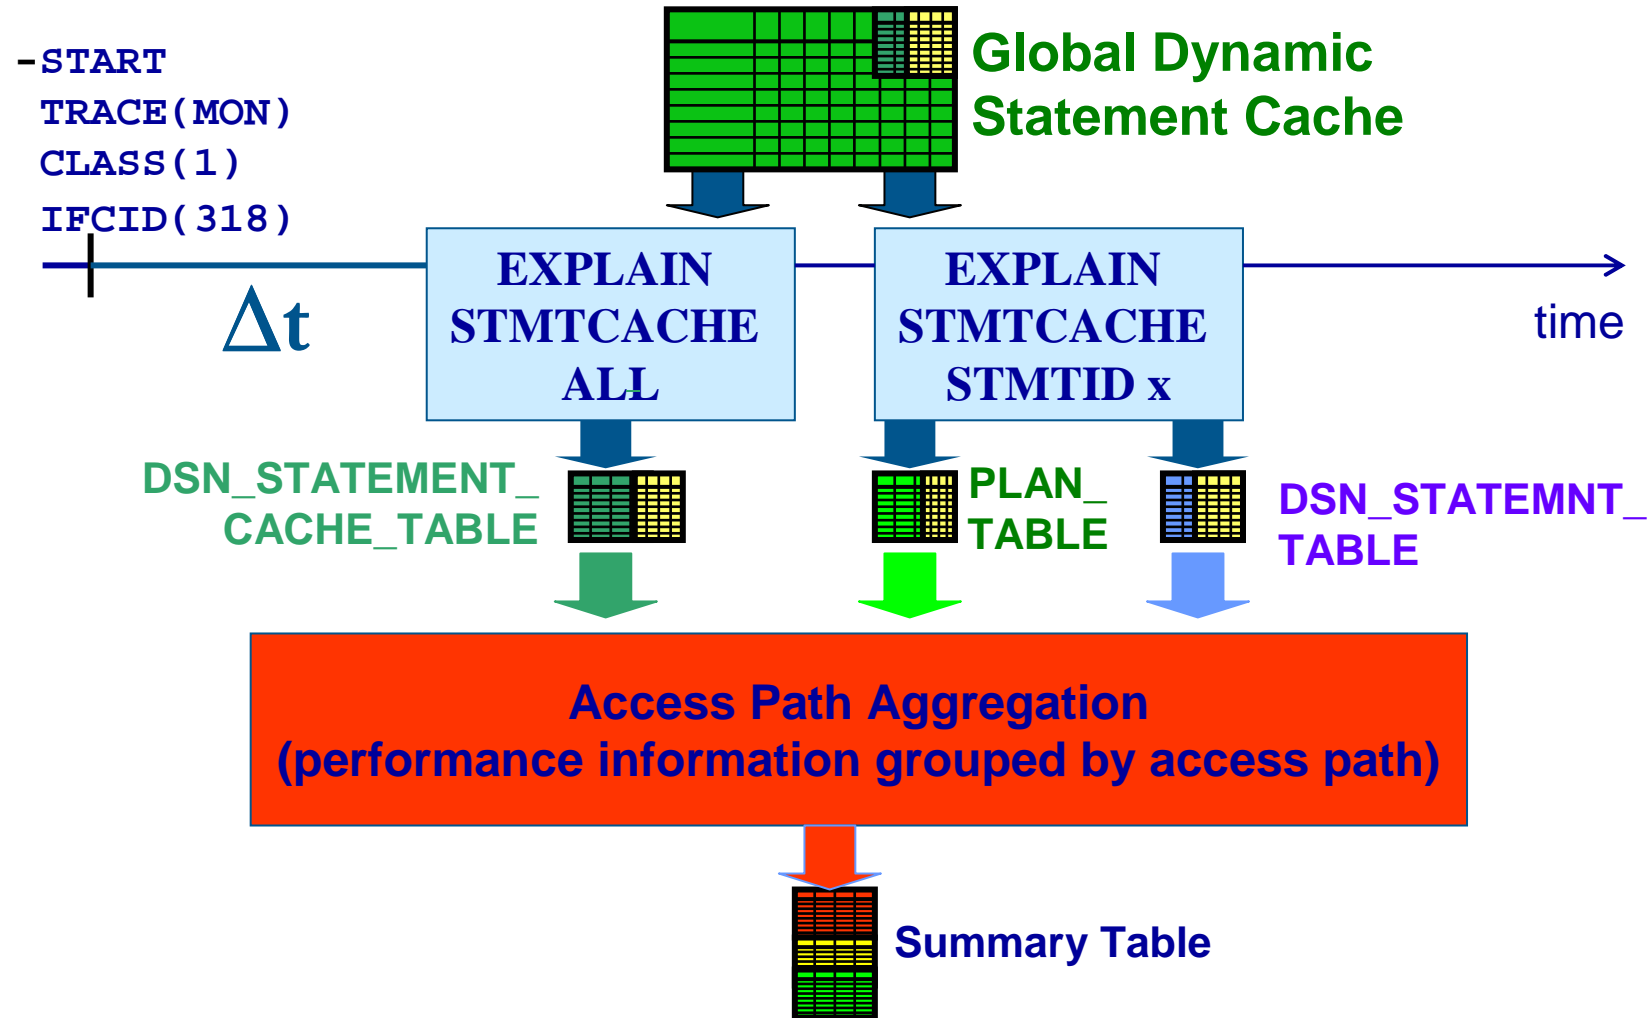 -START
TRACE(MON)
CLASS(1)
IFCID(318)
Global Dynamic
Statement Cache
Δt
EXPLAIN
STMTCACHE
ALL
EXPLAIN
STMTCACHE
STMTID x
time
DSN_STATEMENT_
CACHE_TABLE
PLAN_
TABLE
DSN_STATEMNT_
TABLE
Access Path Aggregation
(performance information grouped by access path)
Summary Table